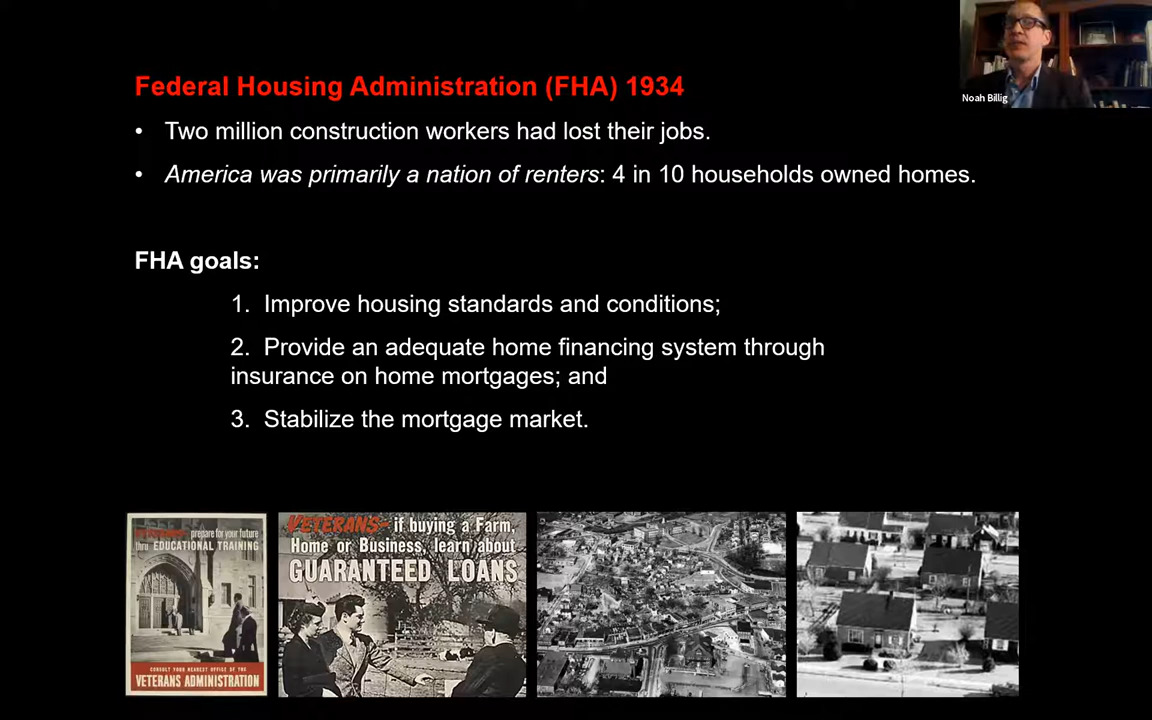 Noah Billig
Federal Housing Administration (FHA) 1934
• Two million construction workers had lost their jobs.
• America was primarily a nation of renters: 4 in 10 households owned homes.
FHA goals:
1. Improve housing standards and conditions;
2. Provide an adequate home financing system through
insurance on home mortgages; and
3. Stabilize the mortgage market.
prepare for your future
thru EDUCATIONAL TRAINING
CONSULT YOUR NEAREST OFFICE OF THE
VETERANS ADMINISTRATION
VETERANS- if buying a Farm,
Home or Business, learn about
GUARANTEED LOANS